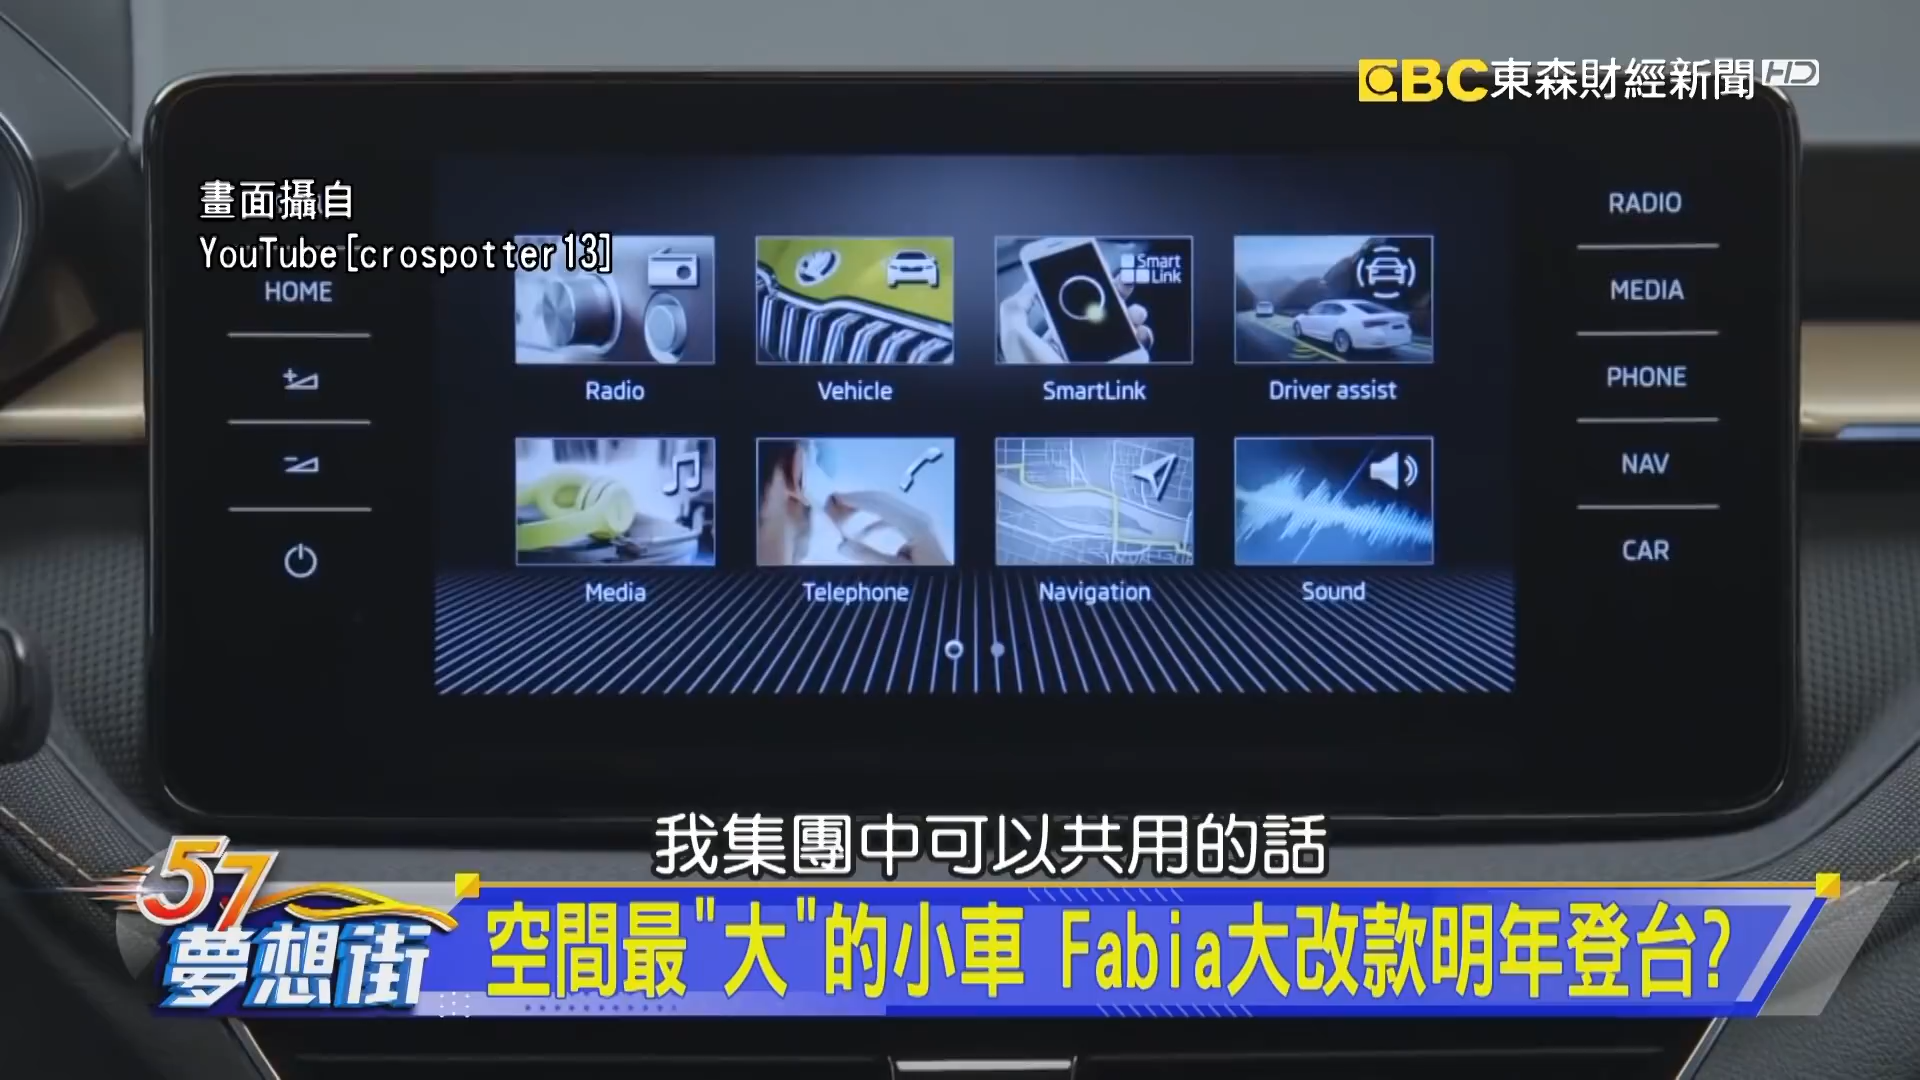 EBC東森財經新聞HD
畫面攝自
YouTube[crospotter13]
HOME
RADIO
MEDIA
PHONE
NAV
CAR
Smart
Link
Radio
Vehicle
SmartLink
Driver assist
Media
Telephone
Navigation
Sound
我集團中可以共用的話
57
夢想街
空間最"大"的小車 Fabia大改款明年登台?